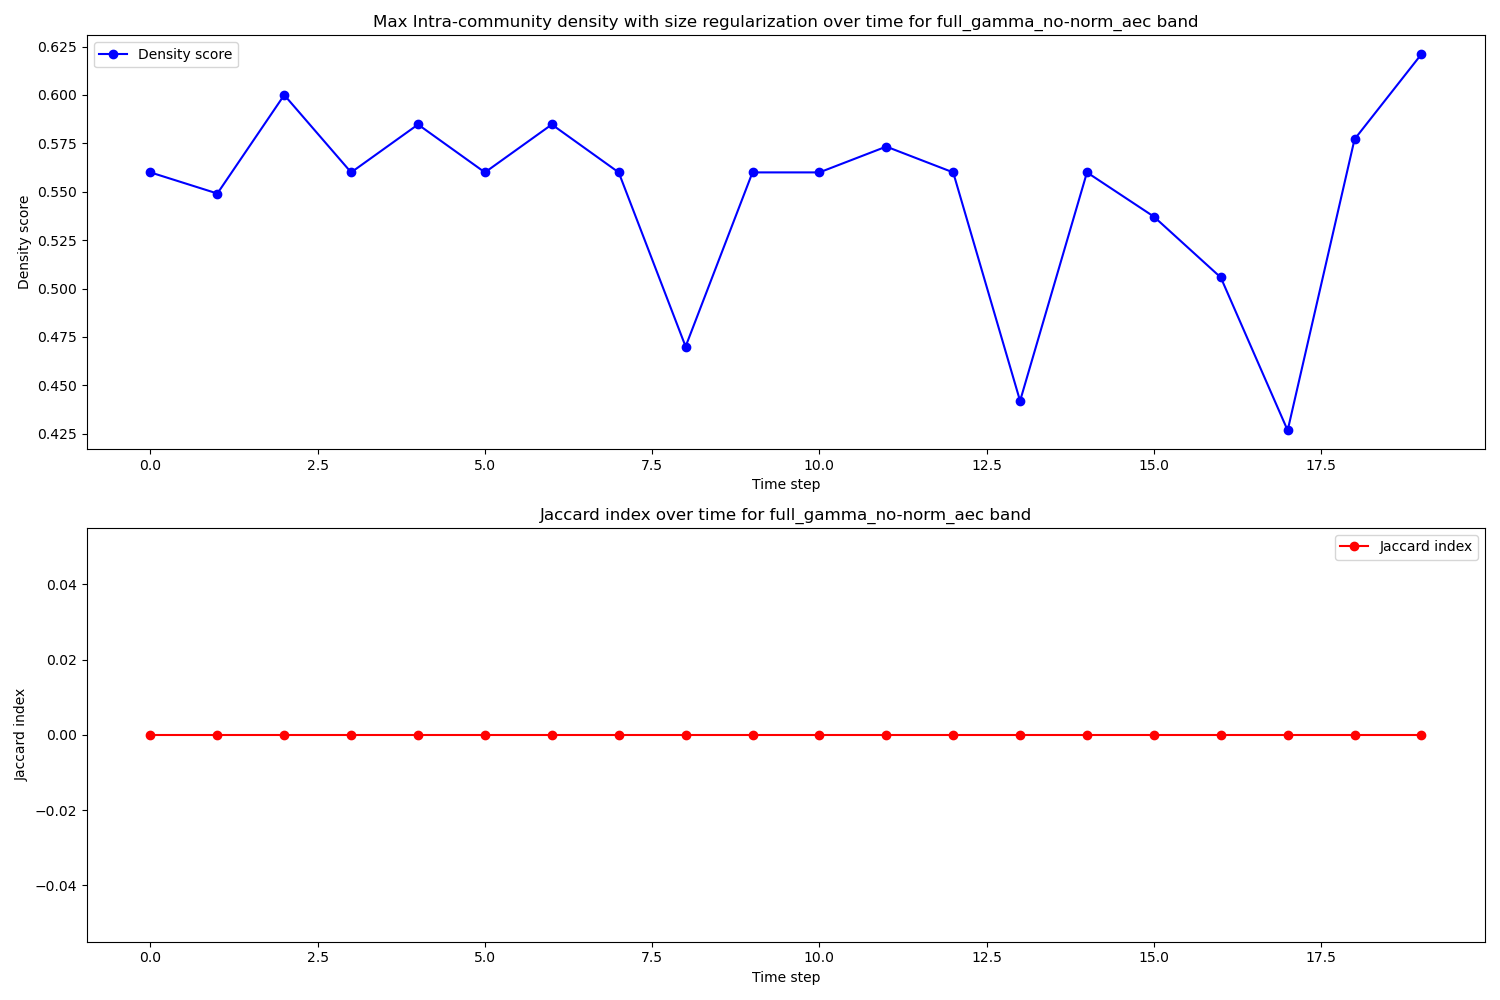 Max Intra-community density with size regularization over time for full_gamma_no-norm_aec band
Density score
0.625
0.600
0.575
0.550
0.525
0.500
0.475
0.450
0.425
Density score
0.0 2.5 5.0 7.5 10.0 12.5 15.0 17.5
Time step
Jaccard index over time for full_gamma_no-norm_aec band
Jaccard index
0.04
0.02
0.00
−0.02
−0.04
Jaccard index
0.0 2.5 5.0 7.5 10.0 12.5 15.0 17.5
Time step